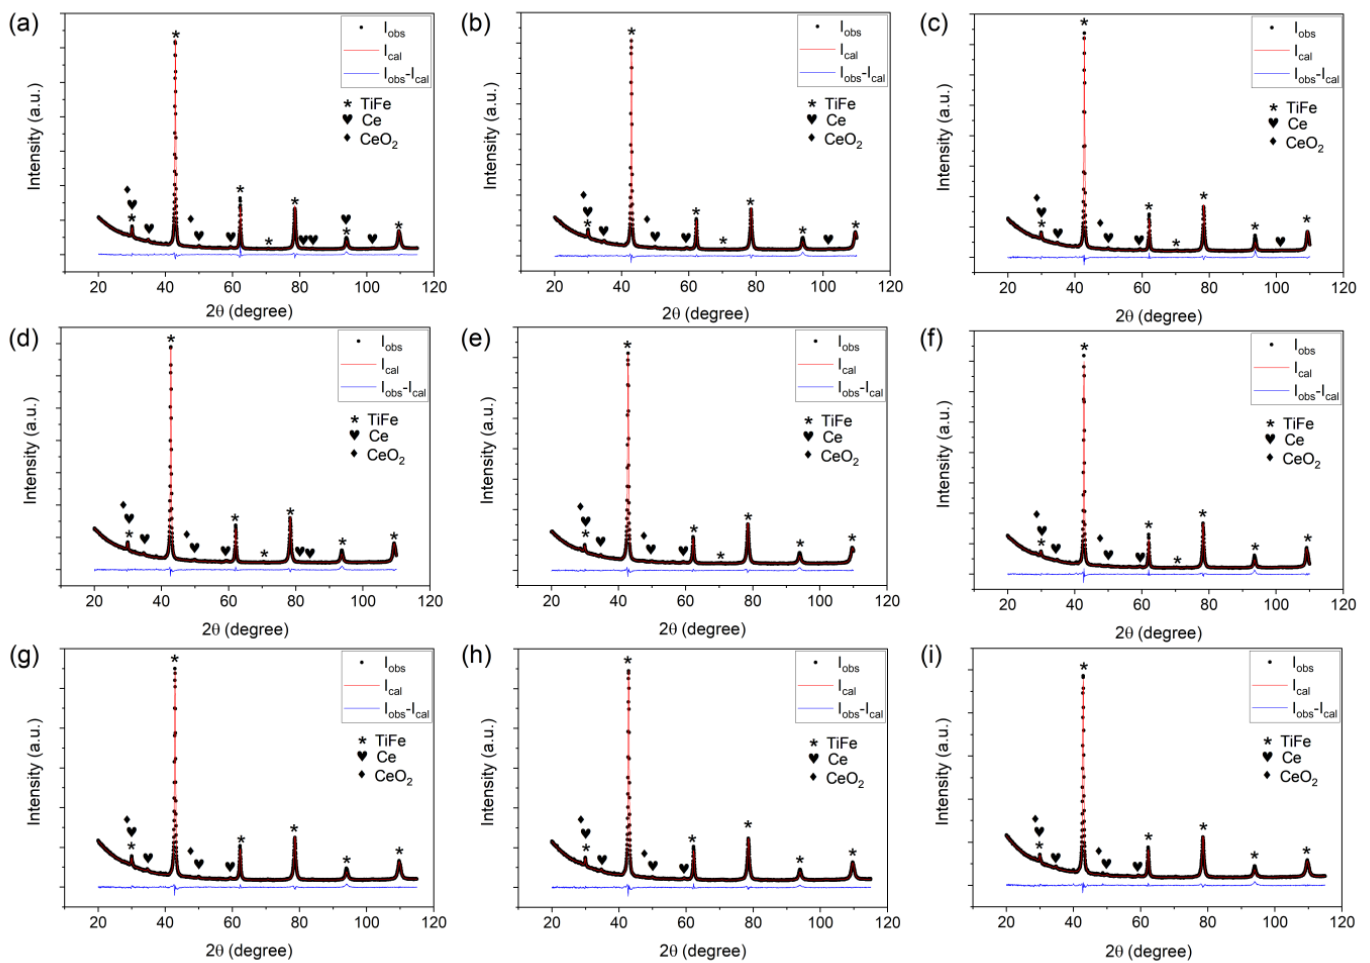 (a)
Intensity (a.u.)
I_obs
I_cal
I_obs-I_cal
* TiFe
♥ Ce
♦ CeO₂
20 40 60 80 100 120
2θ (degree)
(b)
Intensity (a.u.)
I_obs
I_cal
I_obs-I_cal
* TiFe
♥ Ce
♦ CeO₂
20 40 60 80 100 120
2θ (degree)
(c)
Intensity (a.u.)
I_obs
I_cal
I_obs-I_cal
* TiFe
♥ Ce
♦ CeO₂
20 40 60 80 100 120
2θ (degree)
(d)
Intensity (a.u.)
I_obs
I_cal
I_obs-I_cal
* TiFe
♥ Ce
♦ CeO₂
20 40 60 80 100 120
2θ (degree)
(e)
Intensity (a.u.)
I_obs
I_cal
I_obs-I_cal
* TiFe
♥ Ce
♦ CeO₂
20 40 60 80 100 120
2θ (degree)
(f)
Intensity (a.u.)
I_obs
I_cal
I_obs-I_cal
* TiFe
♥ Ce
♦ CeO₂
20 40 60 80 100 120
2θ (degree)
(g)
Intensity (a.u.)
I_obs
I_cal
I_obs-I_cal
* TiFe
♥ Ce
♦ CeO₂
20 40 60 80 100 120
2θ (degree)
(h)
Intensity (a.u.)
I_obs
I_cal
I_obs-I_cal
* TiFe
♥ Ce
♦ CeO₂
20 40 60 80 100 120
2θ (degree)
(i)
Intensity (a.u.)
I_obs
I_cal
I_obs-I_cal
* TiFe
♥ Ce
♦ CeO₂
20 40 60 80 100 120
2θ (degree)